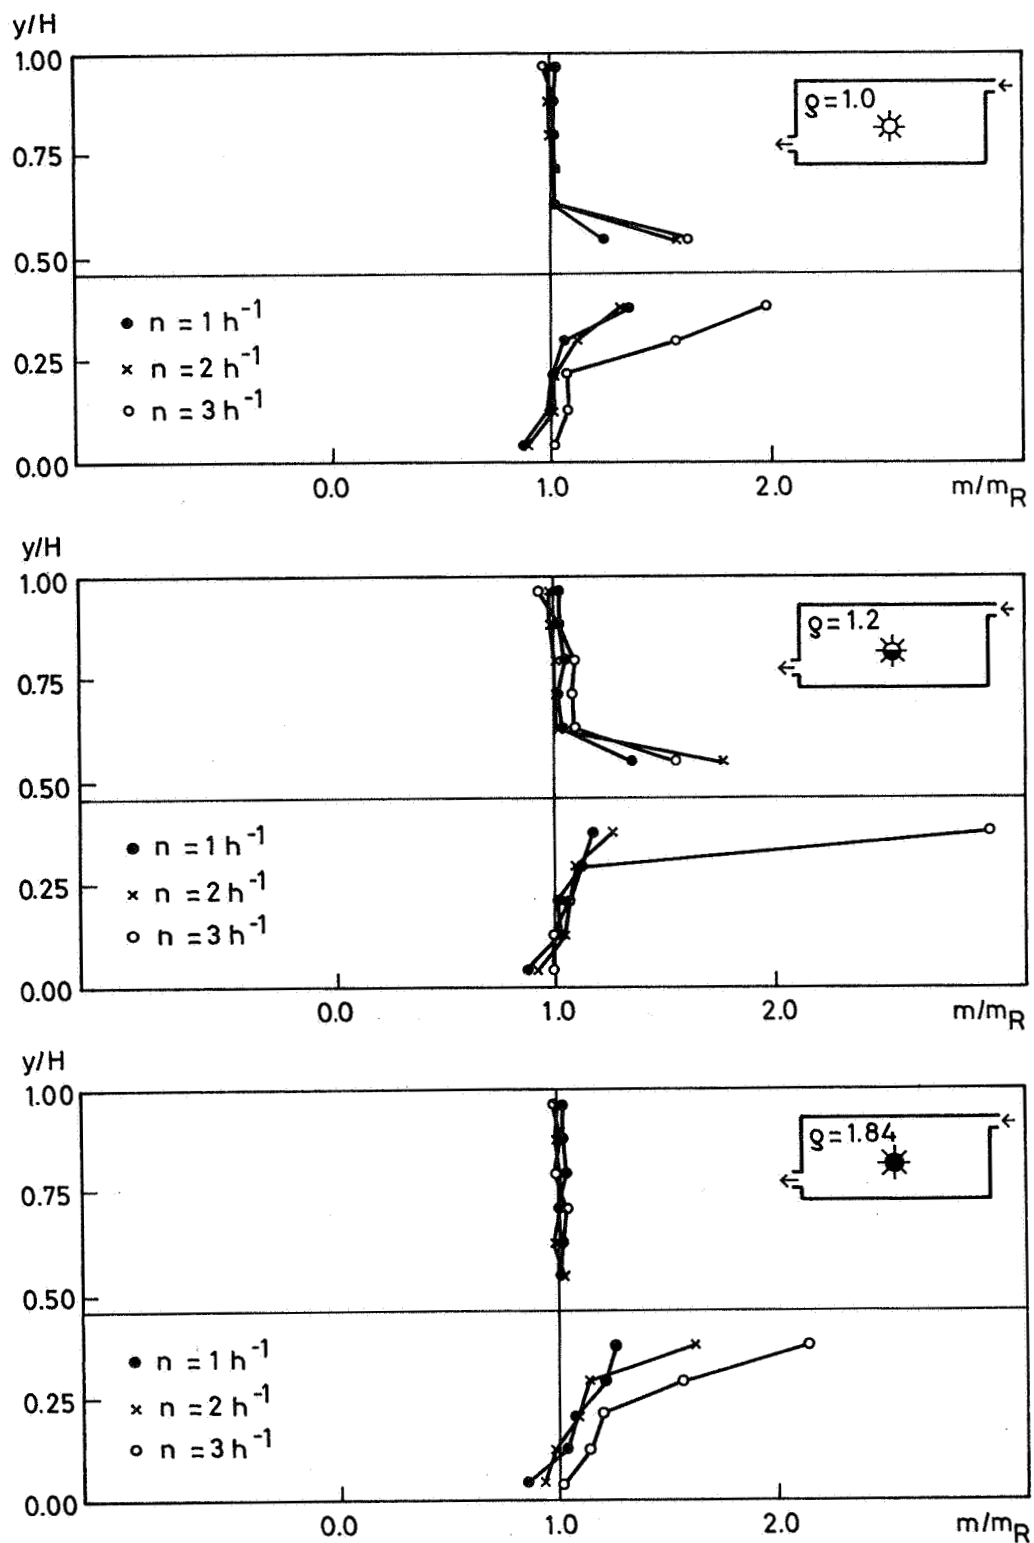 y/H
1.00
ϱ=1.0
0.75
0.50
• n = 1 h⁻¹
0.25
× n = 2 h⁻¹
○ n = 3 h⁻¹
0.00
0.0 1.0 2.0 m/mR
y/H
1.00
ϱ=1.2
0.75
0.50
• n = 1 h⁻¹
0.25
× n = 2 h⁻¹
○ n = 3 h⁻¹
0.00
0.0 1.0 2.0 m/mR
y/H
1.00
ϱ=1.84
0.75
0.50
• n = 1 h⁻¹
0.25
× n = 2 h⁻¹
○ n = 3 h⁻¹
0.00
0.0 1.0 2.0 m/mR